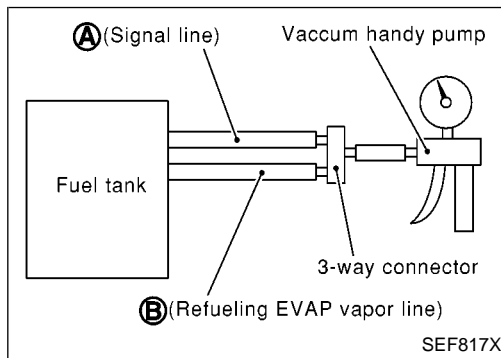 Ⓐ(Signal line)
Vaccum handy pump
Fuel tank
3-way connector
Ⓑ(Refueling EVAP vapor line)
SEF817X